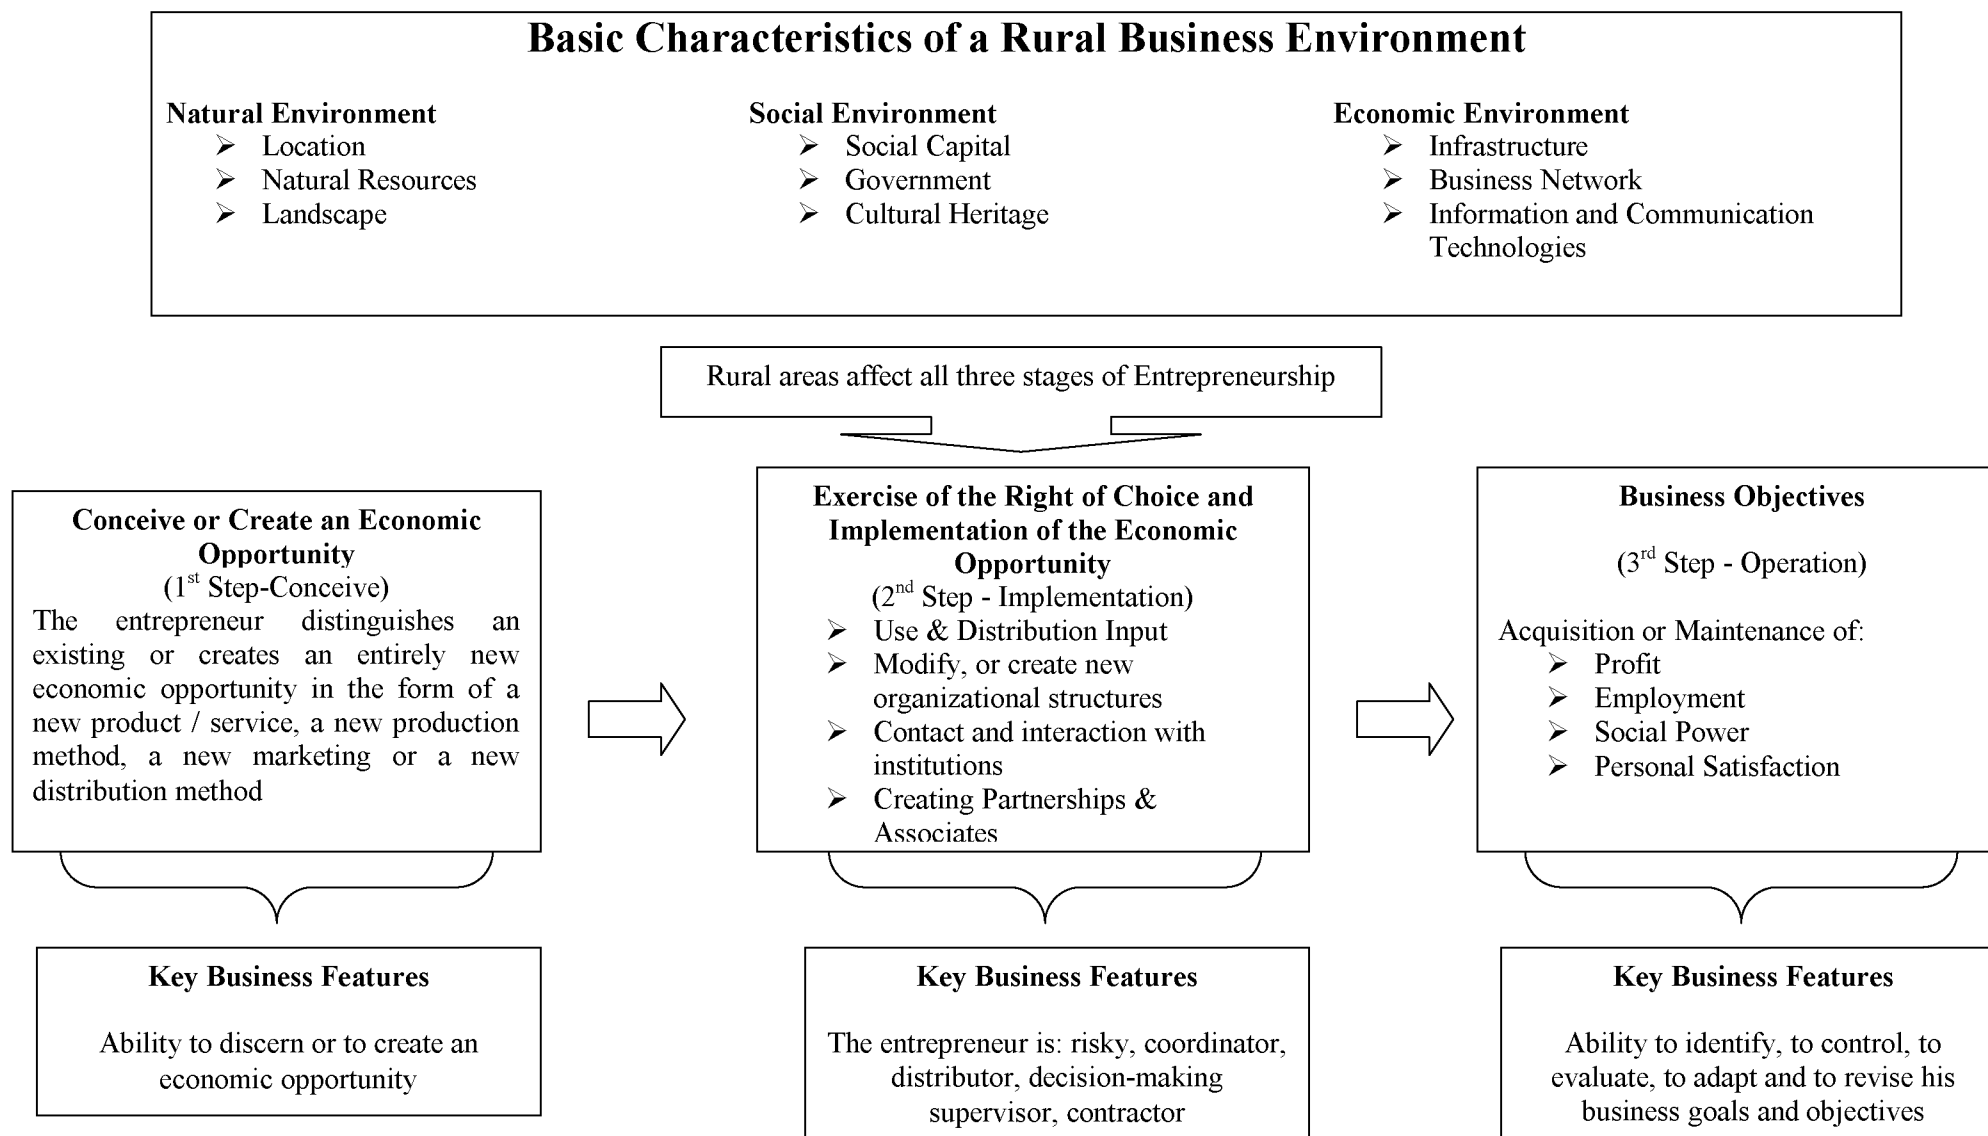 Basic Characteristics of a Rural Business Environment
Natural Environment
➢ Location
➢ Natural Resources
➢ Landscape
Social Environment
➢ Social Capital
➢ Government
➢ Cultural Heritage
Economic Environment
➢ Infrastructure
➢ Business Network
➢ Information and Communication
Technologies
Rural areas affect all three stages of Entrepreneurship
Conceive or Create an Economic
Opportunity
(1st Step-Conceive)
The entrepreneur distinguishes an
existing or creates an entirely new
economic opportunity in the form of a
new product / service, a new production
method, a new marketing or a new
distribution method
Exercise of the Right of Choice and
Implementation of the Economic
Opportunity
(2nd Step - Implementation)
➢ Use & Distribution Input
➢ Modify, or create new
organizational structures
➢ Contact and interaction with
institutions
➢ Creating Partnerships &
Associates
Business Objectives
(3rd Step - Operation)
Acquisition or Maintenance of:
➢ Profit
➢ Employment
➢ Social Power
➢ Personal Satisfaction
Key Business Features
Ability to discern or to create an
economic opportunity
Key Business Features
The entrepreneur is: risky, coordinator,
distributor, decision-making
supervisor, contractor
Key Business Features
Ability to identify, to control, to
evaluate, to adapt and to revise his
business goals and objectives